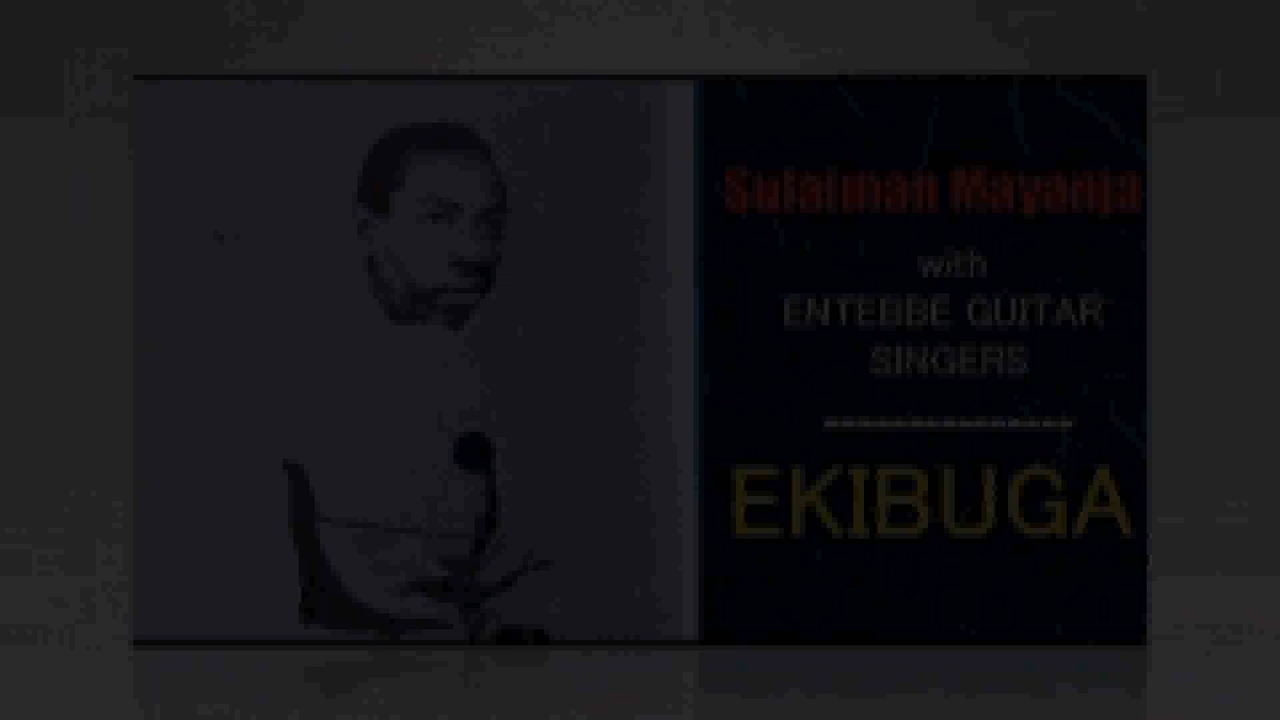 Sulaiman Mayanja
with
ENTEBBE GUITAR
SINGERS
EKIBUGA